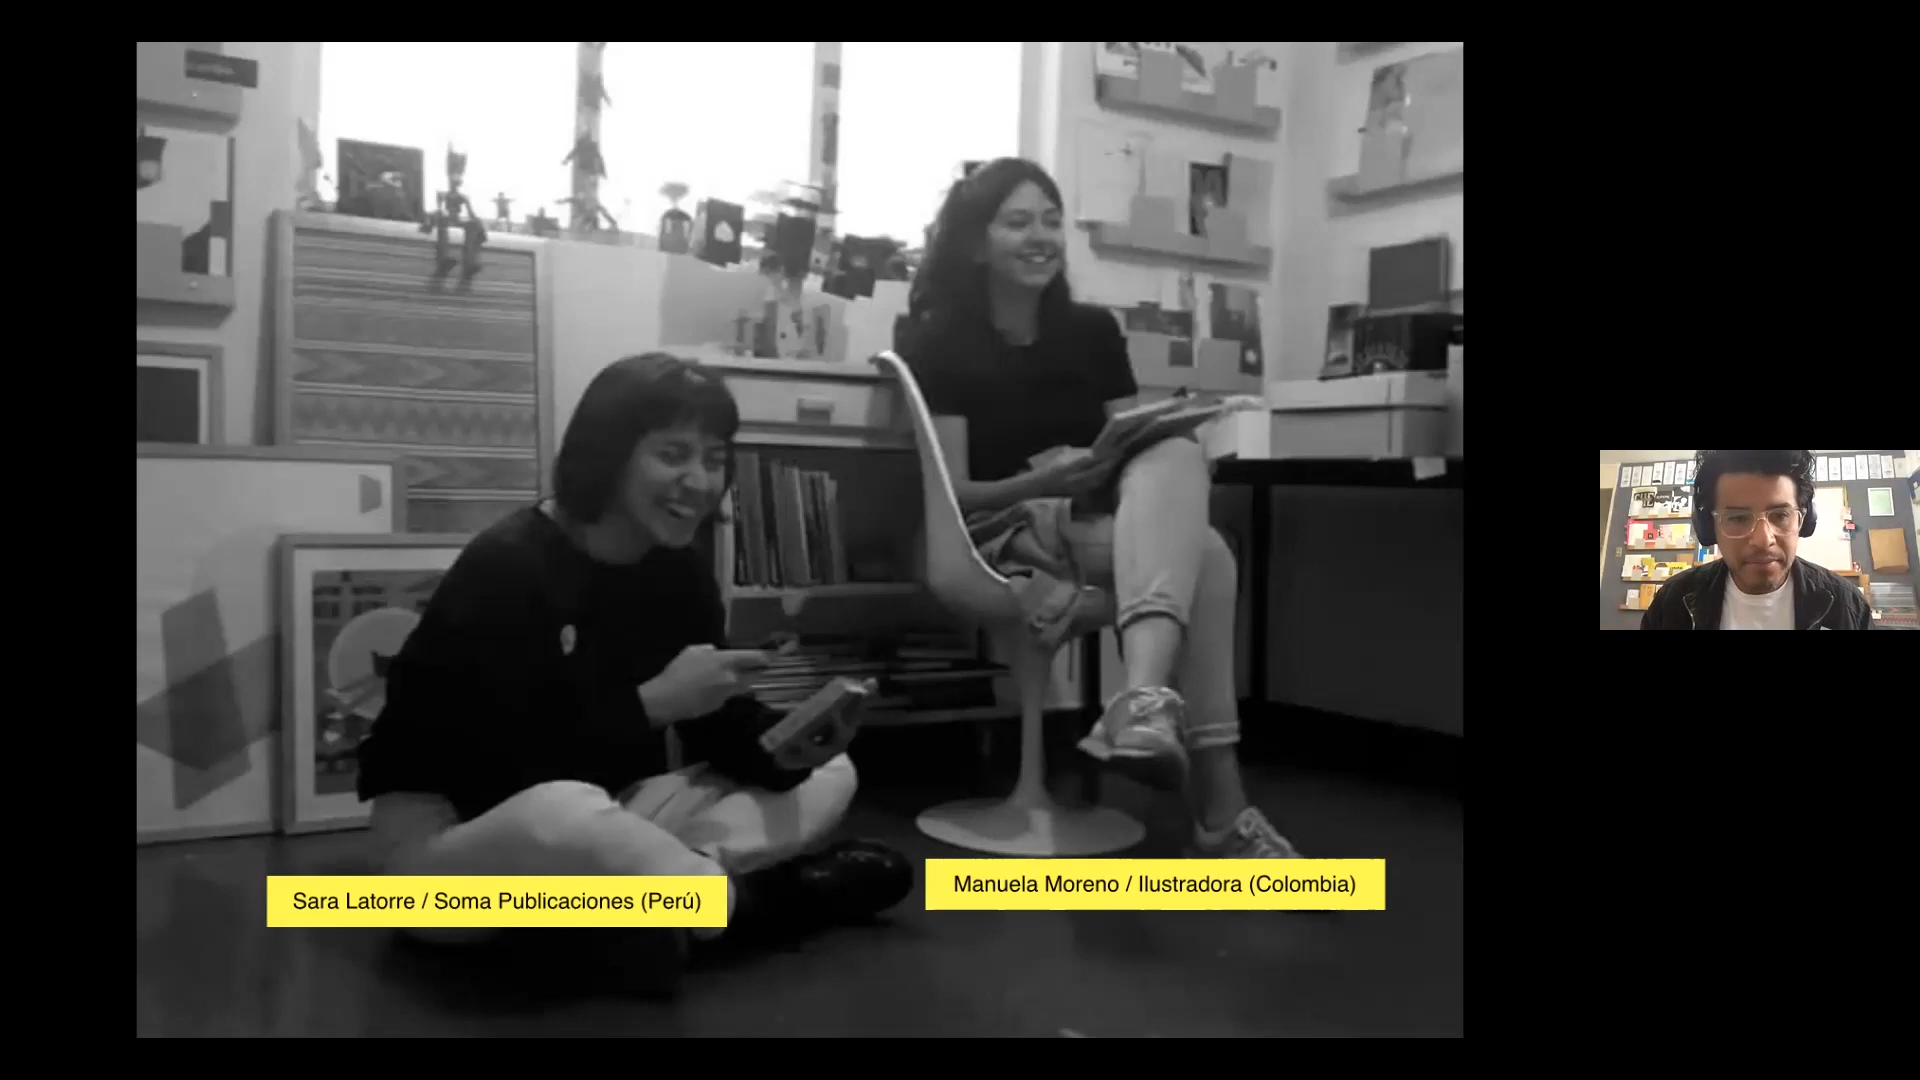 Sara Latorre / Soma Publicaciones (Perú)
Manuela Moreno / Ilustradora (Colombia)